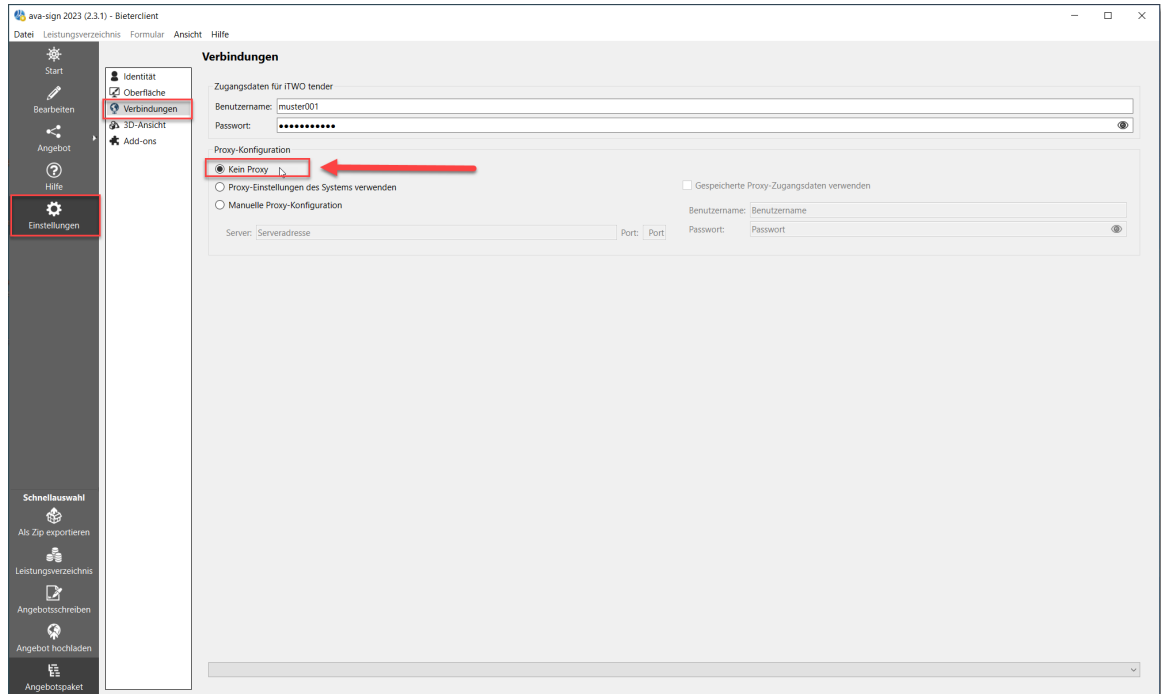 ava-sign 2023 (2.3.1) - Bieterclient
Datei Leistungsverzeichnis Formular Ansicht Hilfe
Start
Bearbeiten
Angebot
Hilfe
Einstellungen
Schnellauswahl
Als Zip exportieren
Leistungsverzeichnis
Angebotsschreiben
Angebot hochladen
Angebotspaket
Identität
Oberfläche
Verbindungen
3D-Ansicht
Add-ons
Verbindungen
Zugangsdaten für iTWO tender
Benutzername: muster001
Passwort: ●●●●●●●●●●●
Proxy-Konfiguration
Kein Proxy
Proxy-Einstellungen des Systems verwenden
Manuelle Proxy-Konfiguration
Server: Serveradresse Port: Port
Gespeicherte Proxy-Zugangsdaten verwenden
Benutzername: Benutzername
Passwort: Passwort